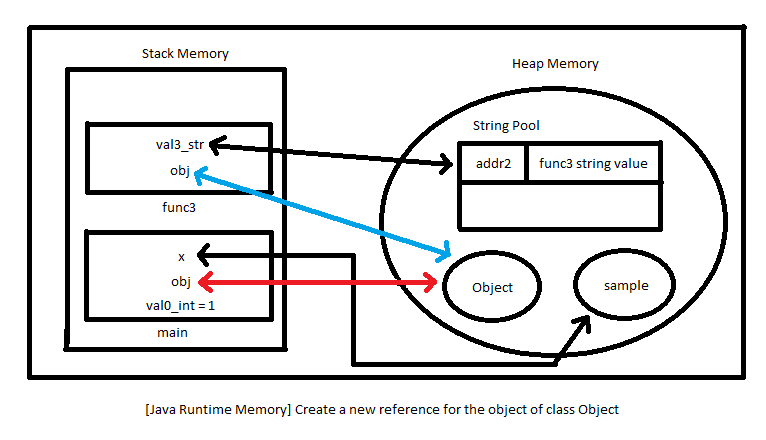 Stack Memory
Heap Memory
String Pool
val3_str
obj
func3
addr2
func3 string value
x
obj
val0_int = 1
main
Object
sample
[Java Runtime Memory] Create a new reference for the object of class Object